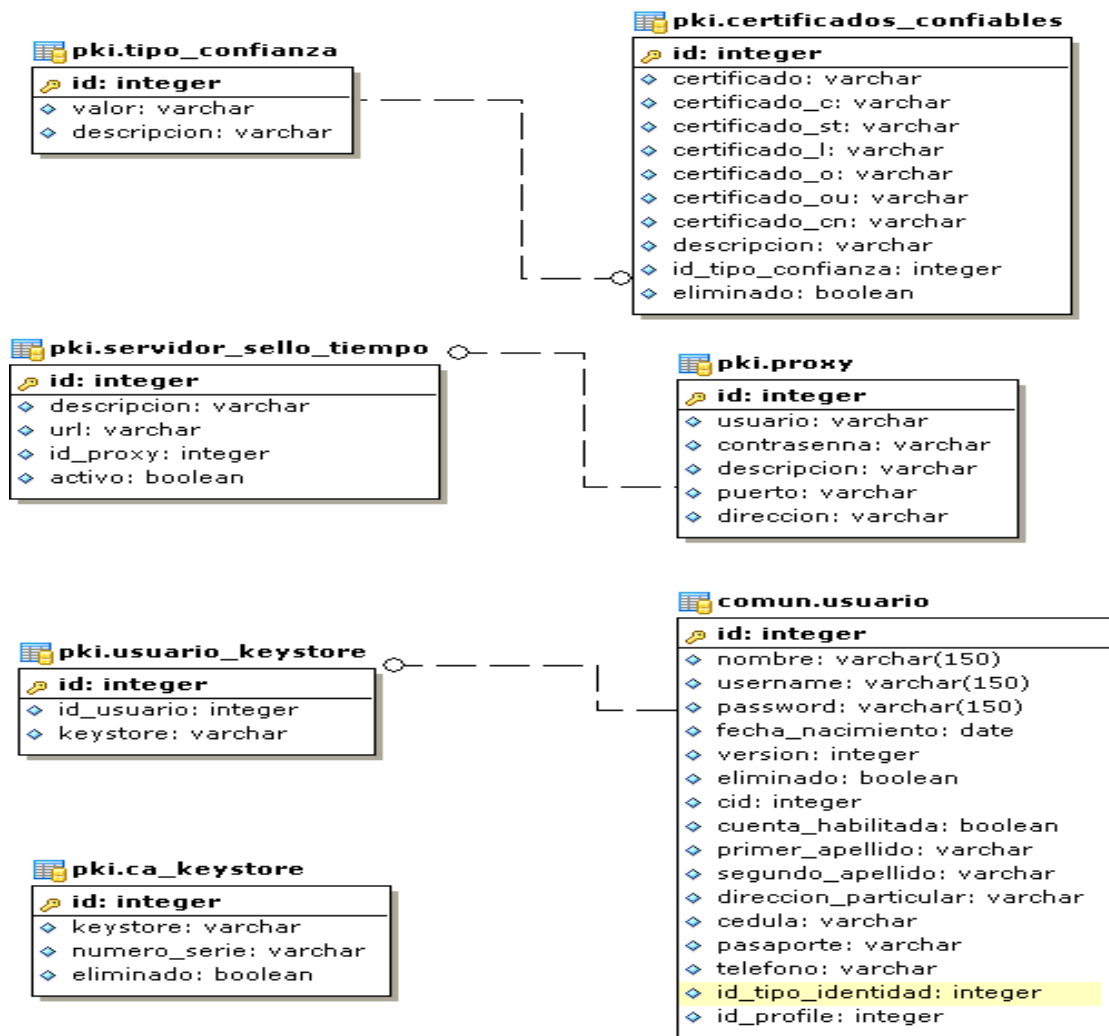 pki.tipo_confianza
id: integer
valor: varchar
descripcion: varchar
pki.certificados_confiables
id: integer
certificado: varchar
certificado_c: varchar
certificado_st: varchar
certificado_l: varchar
certificado_o: varchar
certificado_ou: varchar
certificado_cn: varchar
descripcion: varchar
id_tipo_confianza: integer
eliminado: boolean
pki.servidor_sello_tiempo
id: integer
descripcion: varchar
url: varchar
id_proxy: integer
activo: boolean
pki.proxy
id: integer
usuario: varchar
contrasenna: varchar
descripcion: varchar
puerto: varchar
direccion: varchar
pki.usuario_keystore
id: integer
id_usuario: integer
keystore: varchar
comun.usuario
id: integer
nombre: varchar(150)
username: varchar(150)
password: varchar(150)
fecha_nacimiento: date
version: integer
eliminado: boolean
cid: integer
cuenta_habilitada: boolean
primer_apellido: varchar
segundo_apellido: varchar
direccion_particular: varchar
cedula: varchar
pasaporte: varchar
telefono: varchar
id_tipo_identidad: integer
id_profile: integer
pki.ca_keystore
id: integer
keystore: varchar
numero_serie: varchar
eliminado: boolean